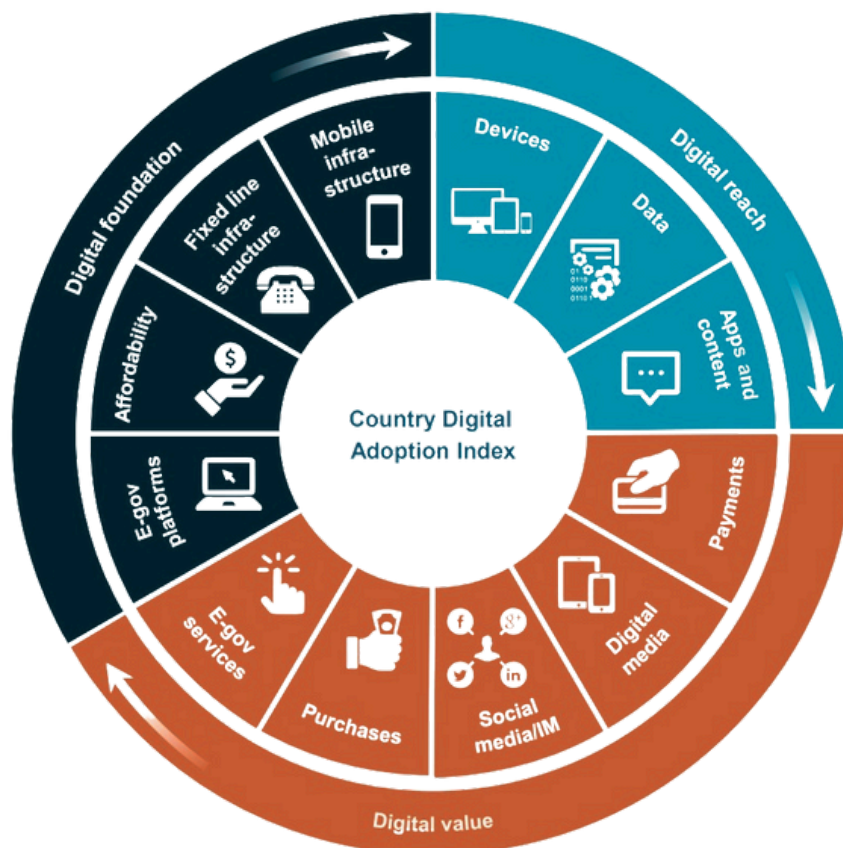 Digital foundation
Digital reach
Digital value
Country Digital
Adoption Index
Mobile
infra-
structure
Devices
Data
01
0110
0001
01101
Apps and
content
Payments
Digital
media
f
g+
in
Social
media/IM
Purchases
E-gov
services
E-gov
platforms
Affordability
$
Fixed line
infra-
structure